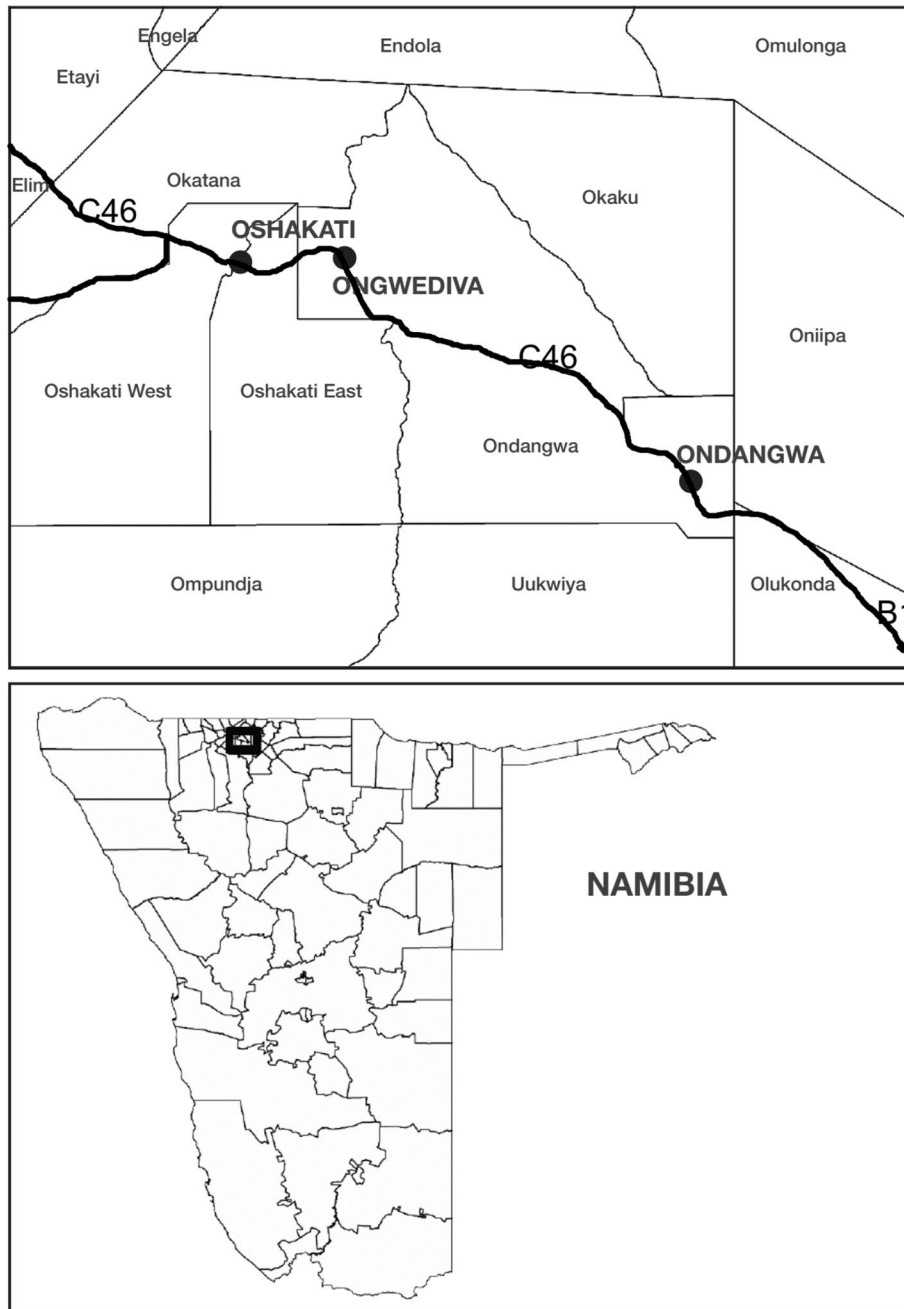 Engela
Endola
Omulonga
Etayi
Elim
Okatana
Okaku
C46
OSHAKATI
ONGWEDIVA
Oniipa
C46
Oshakati West
Oshakati East
Ondangwa
ONDANGWA
Ompundja
Uukwiya
Olukonda
B1
NAMIBIA